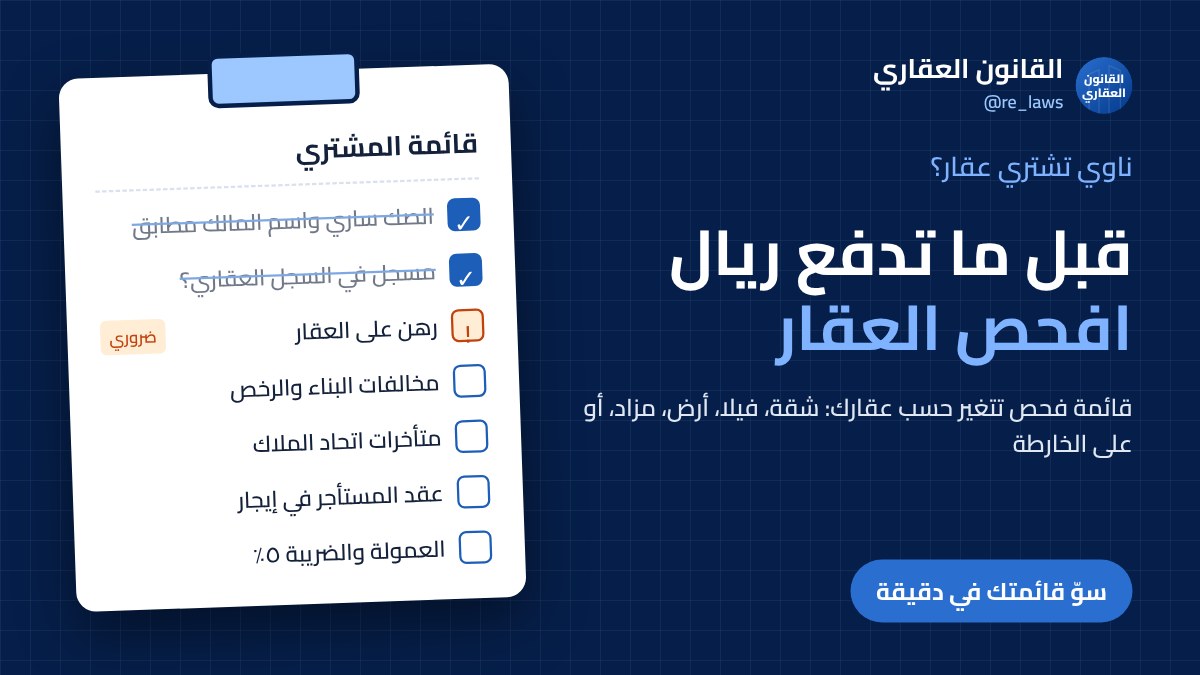 القانون العقاري
القانون العقاري
@re_laws
ناوي تشتري عقار؟
قبل ما تدفع ريال
افحص العقار
قائمة فحص تتغير حسب عقارك: شقة، فيلا، أرض، مزاد، أو
على الخارطة
سوّ قائمتك في دقيقة
قائمة المشتري
✓ الصك ساري واسم المالك مطابق
✓ مسجل في السجل العقاري؟
! رهن على العقار ضروري
مخالفات البناء والرخص
متأخرات اتحاد الملاك
عقد المستأجر في إيجار
العمولة والضريبة ٥٪